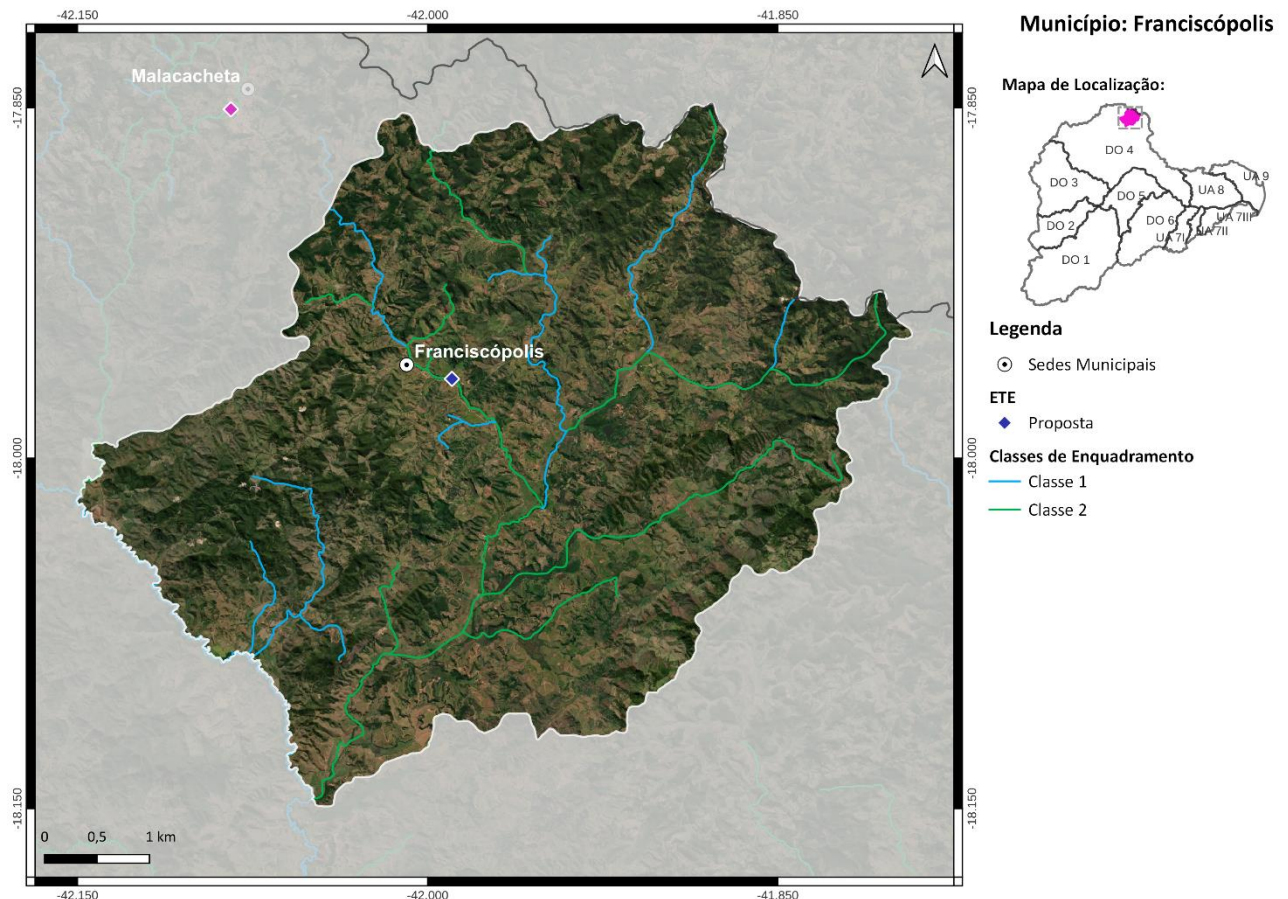 -42.150
-42.000
-41.850
Município: Franciscópolis
Malacacheta
-17.850
-17.850
Mapa de Localização:
DO 4
DO 3
DO 5
UA 8
UA 9
DO 2
DO 6
UA 7III
UA 7I
UA 7II
DO 1
Legenda
Franciscópolis
Sedes Municipais
ETE
Proposta
-18.000
-18.000
Classes de Enquadramento
Classe 1
Classe 2
-18.150
-18.150
0 0,5 1 km
-42.150
-42.000
-41.850